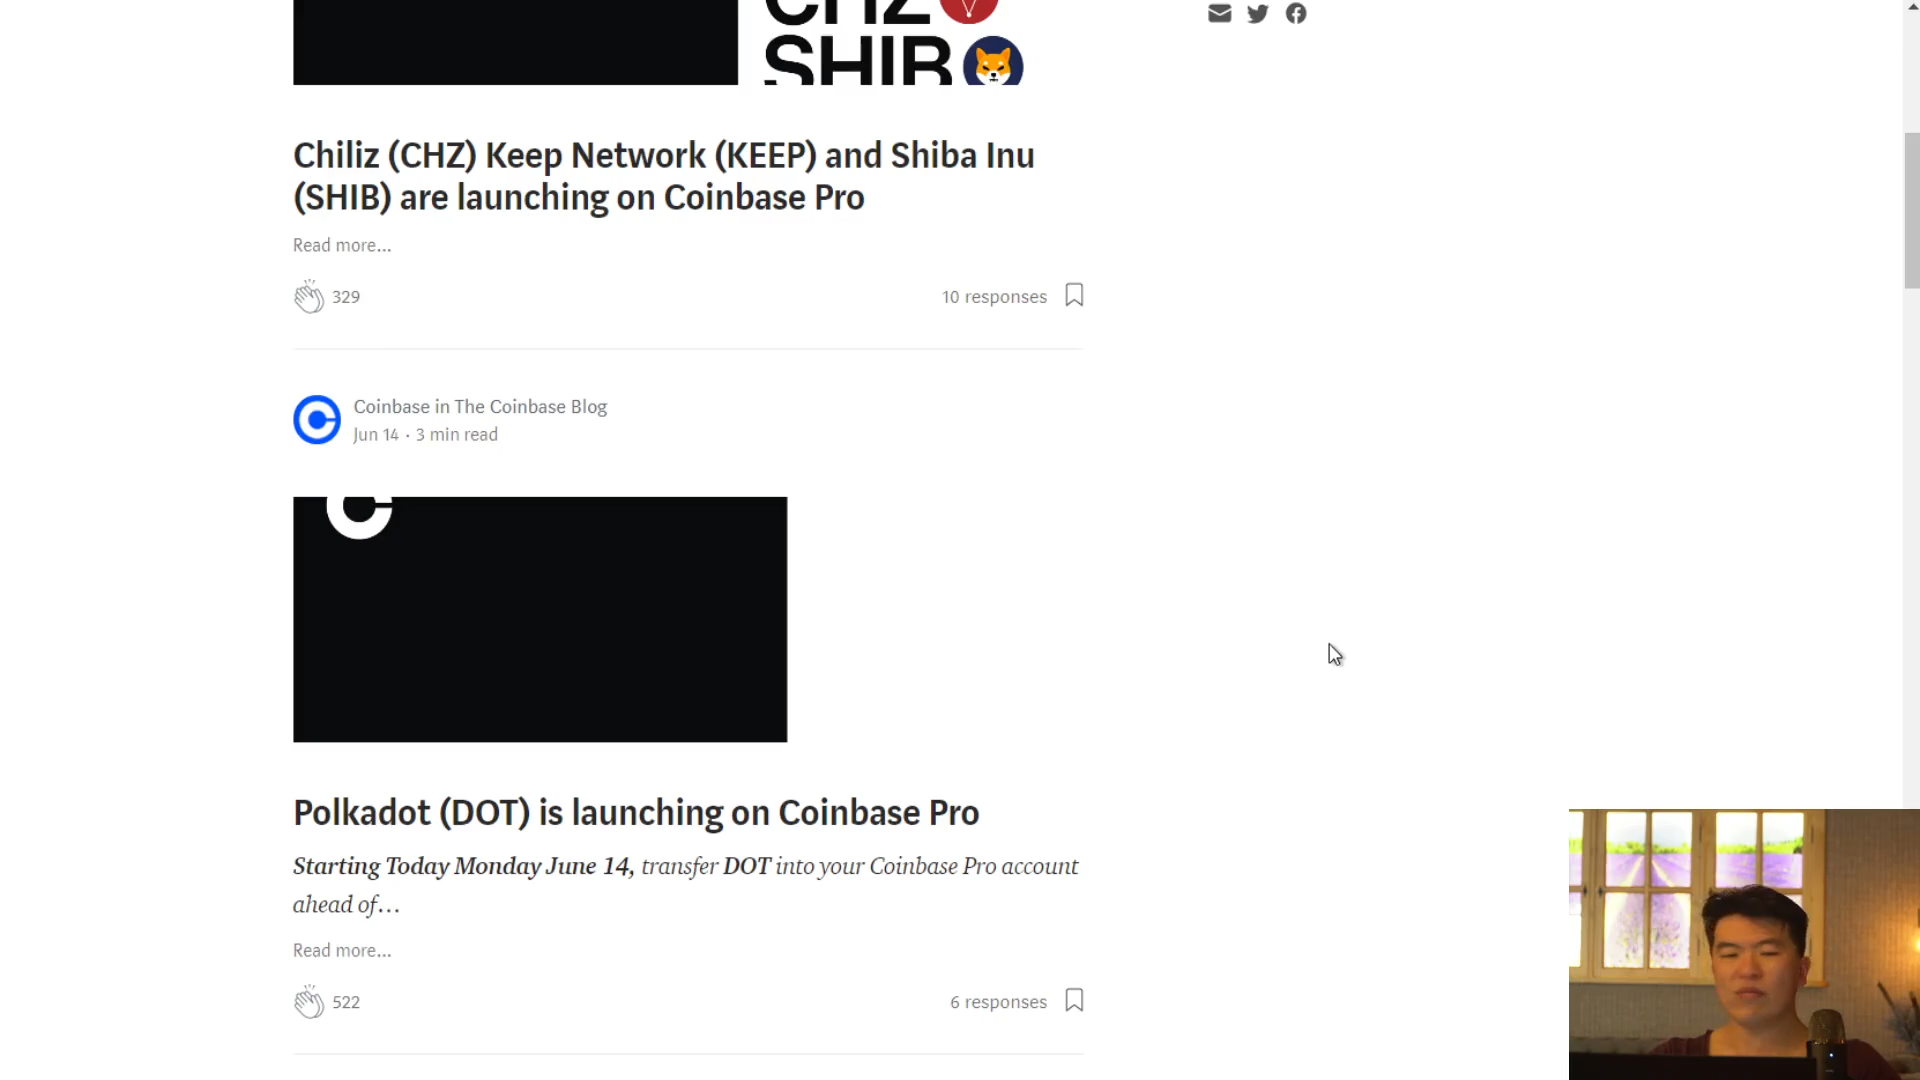 CHZ
SHIB
Chiliz (CHZ) Keep Network (KEEP) and Shiba Inu
(SHIB) are launching on Coinbase Pro
Read more...
329
10 responses
Coinbase in The Coinbase Blog
Jun 14 · 3 min read
Polkadot (DOT) is launching on Coinbase Pro
Starting Today Monday June 14, transfer DOT into your Coinbase Pro account
ahead of…
Read more...
522
6 responses